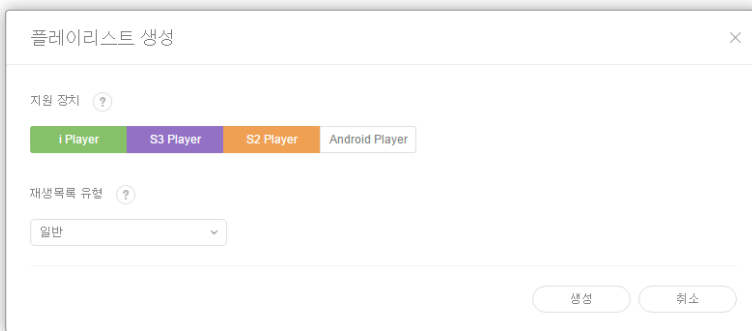 플레이리스트 생성
지원 장치 ?
i Player S3 Player S2 Player Android Player
재생목록 유형 ?
일반
생성 취소